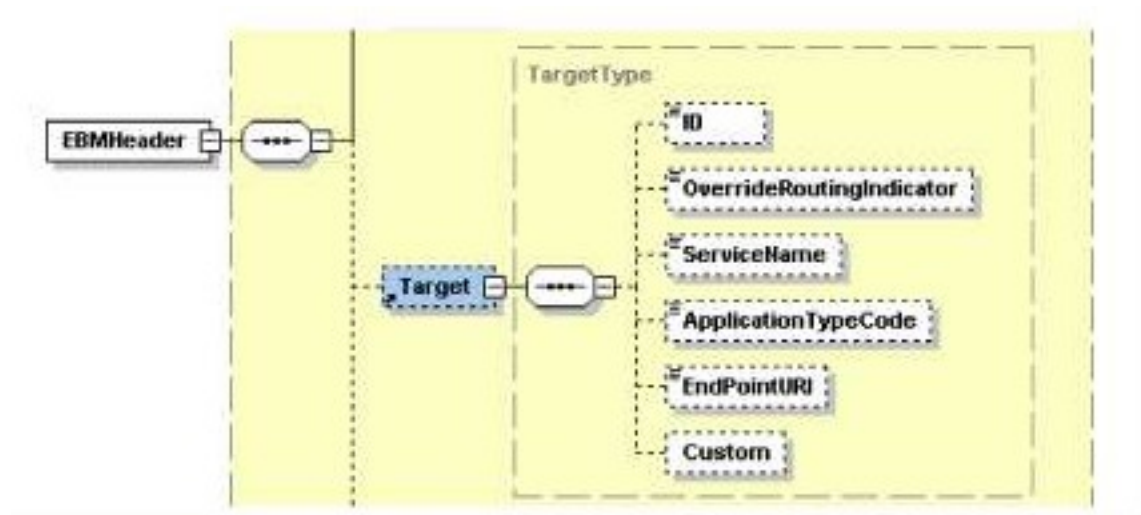 TargetType
ID
EBMHeader
OverrideRoutingIndicator
ServiceName
Target
ApplicationTypeCode
EndPointURI
Custom